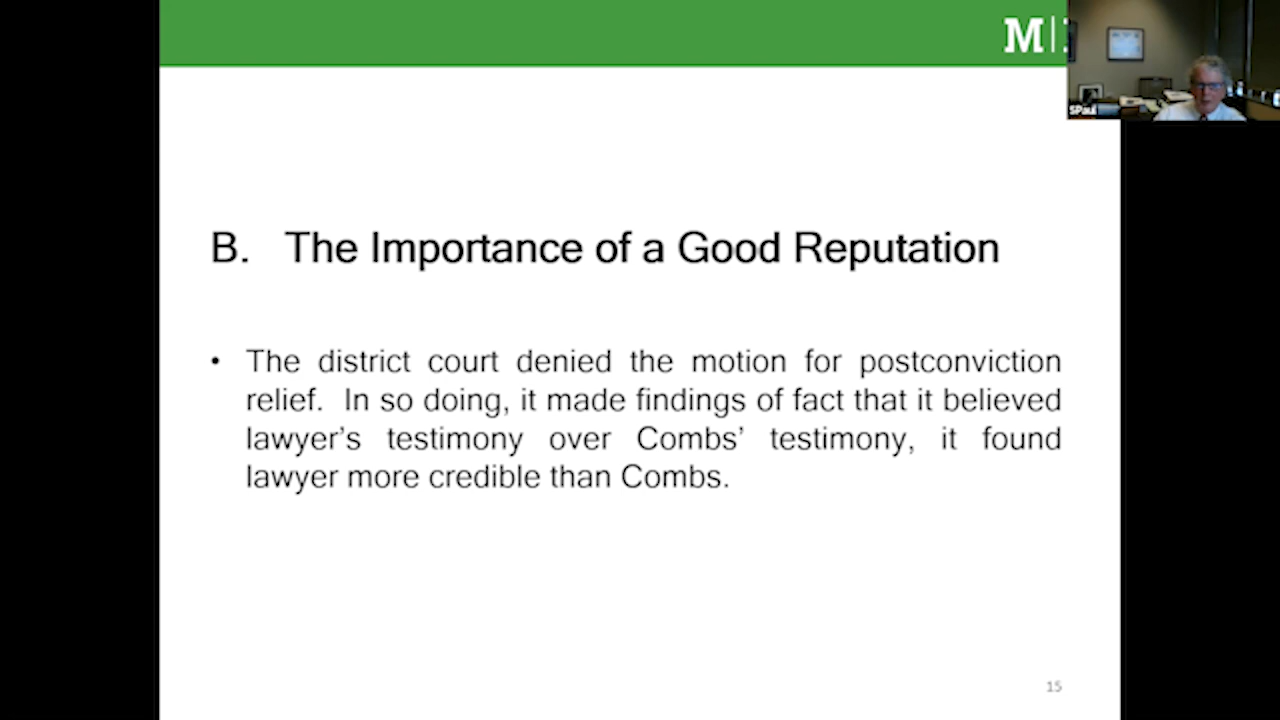 M|
SPaul
B. The Importance of a Good Reputation
• The district court denied the motion for postconviction
relief. In so doing, it made findings of fact that it believed
lawyer's testimony over Combs' testimony, it found
lawyer more credible than Combs.
15